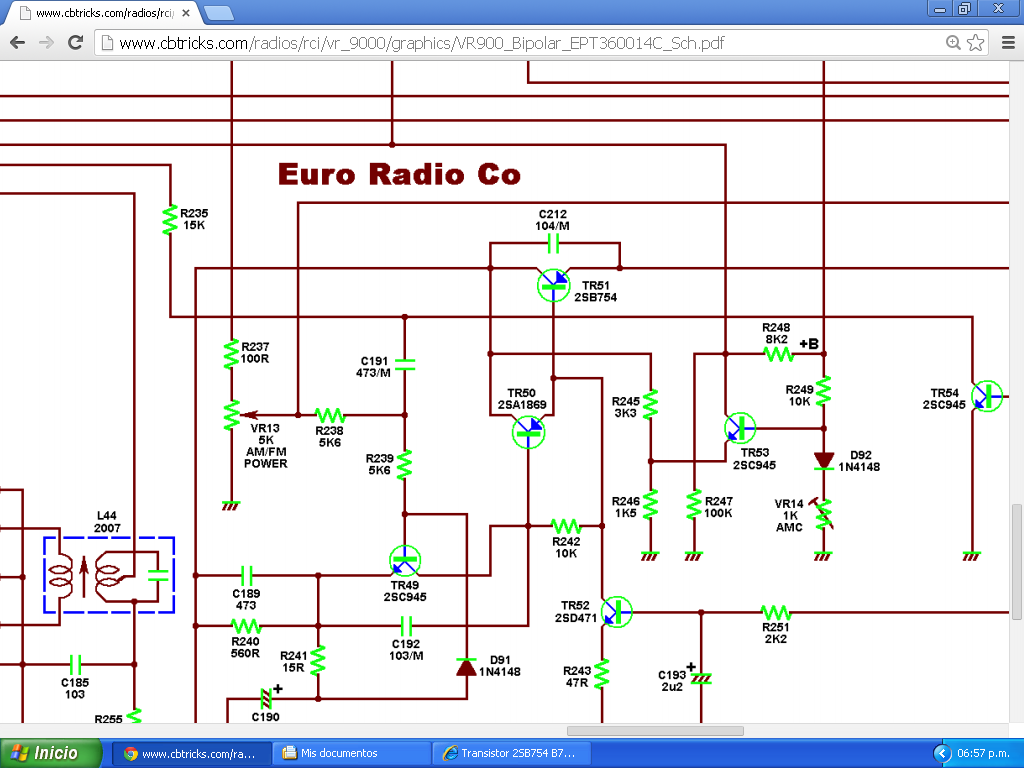 www.cbtricks.com/radios/rci/
www.cbtricks.com/radios/rci/vr_9000/graphics/VR900_Bipolar_EPT360014C_Sch.pdf
Euro Radio Co
R235
15K
C212
104/M
TR51
2SB754
R237
100R
C191
473/M
R248
8K2
+B
VR13
5K
AM/FM
POWER
R238
5K6
TR50
2SA1869
R245
3K3
R249
10K
TR54
2SC945
R239
5K6
TR53
2SC945
D92
1N4148
L44
2007
R246
1K5
R247
100K
VR14
1K
AMC
R242
10K
C189
473
TR49
2SC945
TR52
2SD471
R240
560R
C192
103/M
R251
2K2
R241
15R
D91
1N4148
R243
47R
C193
+
2u2
C185
103
+
C190
R255
Inicio
www.cbtricks.com/ra...
Mis documentos
Transistor 2SB754 B7...
06:57 p.m.